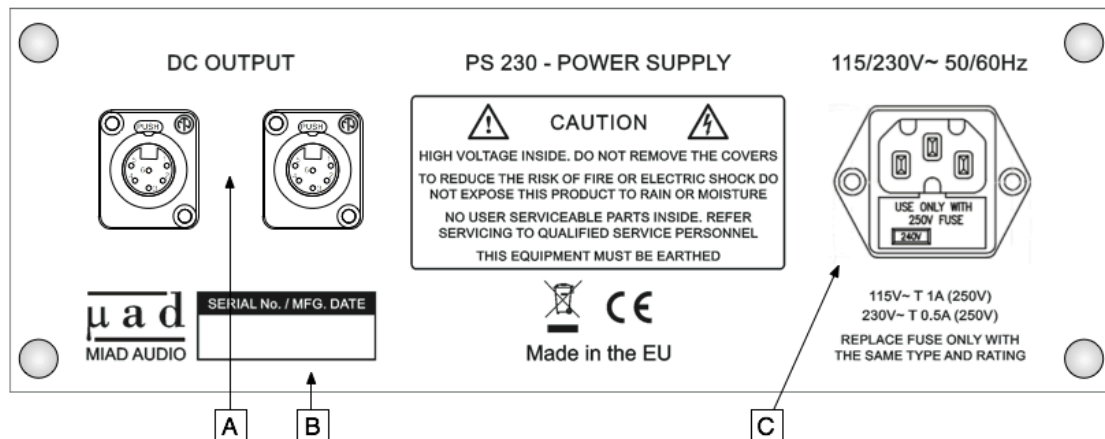 DC OUTPUT
PS 230 - POWER SUPPLY
115/230V~ 50/60Hz
PUSH
PUSH
CAUTION
HIGH VOLTAGE INSIDE. DO NOT REMOVE THE COVERS
TO REDUCE THE RISK OF FIRE OR ELECTRIC SHOCK DO
NOT EXPOSE THIS PRODUCT TO RAIN OR MOISTURE
NO USER SERVICEABLE PARTS INSIDE. REFER
SERVICING TO QUALIFIED SERVICE PERSONNEL
THIS EQUIPMENT MUST BE EARTHED
USE ONLY WITH
250V FUSE
240V
µad
MIAD AUDIO
SERIAL No. / MFG. DATE
CE
Made in the EU
115V~ T 1A (250V)
230V~ T 0.5A (250V)
REPLACE FUSE ONLY WITH
THE SAME TYPE AND RATING
A
B
C